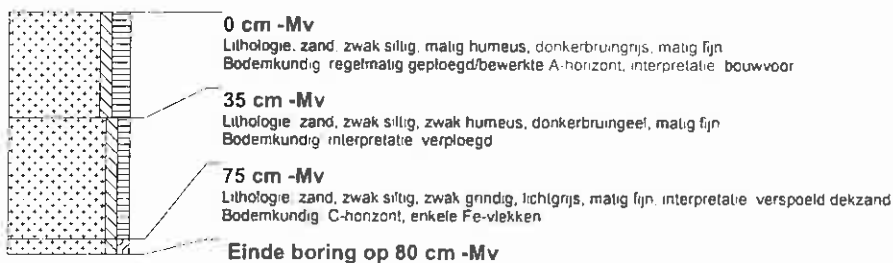 0 cm -Mv
Lithologie. zand, zwak siltig, matig humeus, donkerbruingrijs, matig fijn
Bodemkundig regelmatig geploegd/bewerkte A-horizont, interpretatie bouwvoor
35 cm -Mv
Lithologie zand, zwak siltig, zwak humeus, donkerbruingeel, matig fijn
Bodemkundig interpretatie verploegd
75 cm -Mv
Lithologie zand, zwak siltig, zwak grindig, lichtgrijs, matig fijn, interpretatie verspoeld dekzand
Bodemkundig C-horizont, enkele Fe-vlekken
Einde boring op 80 cm -Mv